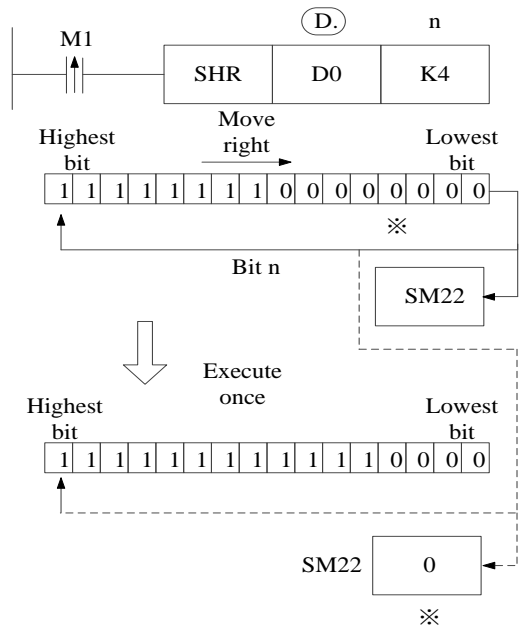 D. n
M1
SHR D0 K4
Move
right
Highest
bit
Lowest
bit
1 1 1 1 1 1 1 1 0 0 0 0 0 0 0 0
※
Bit n
SM22
Execute
once
Highest
bit
Lowest
bit
1 1 1 1 1 1 1 1 1 1 1 1 0 0 0 0
SM22 0
※